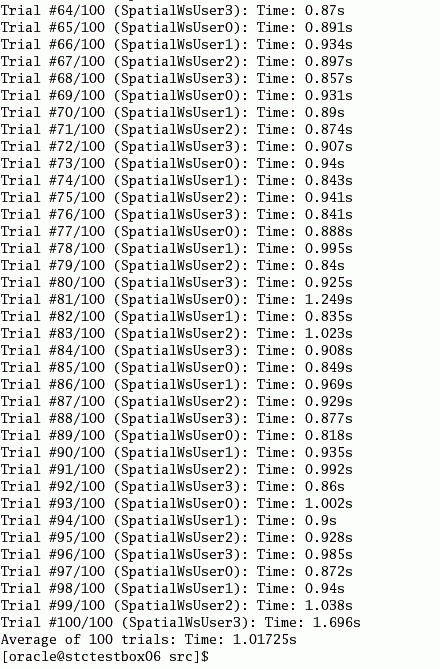 Trial #64/100 (SpatialWsUser3): Time: 0.87s
Trial #65/100 (SpatialWsUser0): Time: 0.891s
Trial #66/100 (SpatialWsUser1): Time: 0.934s
Trial #67/100 (SpatialWsUser2): Time: 0.897s
Trial #68/100 (SpatialWsUser3): Time: 0.857s
Trial #69/100 (SpatialWsUser0): Time: 0.931s
Trial #70/100 (SpatialWsUser1): Time: 0.89s
Trial #71/100 (SpatialWsUser2): Time: 0.874s
Trial #72/100 (SpatialWsUser3): Time: 0.907s
Trial #73/100 (SpatialWsUser0): Time: 0.94s
Trial #74/100 (SpatialWsUser1): Time: 0.843s
Trial #75/100 (SpatialWsUser2): Time: 0.941s
Trial #76/100 (SpatialWsUser3): Time: 0.841s
Trial #77/100 (SpatialWsUser0): Time: 0.888s
Trial #78/100 (SpatialWsUser1): Time: 0.995s
Trial #79/100 (SpatialWsUser2): Time: 0.84s
Trial #80/100 (SpatialWsUser3): Time: 0.925s
Trial #81/100 (SpatialWsUser0): Time: 1.249s
Trial #82/100 (SpatialWsUser1): Time: 0.835s
Trial #83/100 (SpatialWsUser2): Time: 1.023s
Trial #84/100 (SpatialWsUser3): Time: 0.908s
Trial #85/100 (SpatialWsUser0): Time: 0.849s
Trial #86/100 (SpatialWsUser1): Time: 0.969s
Trial #87/100 (SpatialWsUser2): Time: 0.929s
Trial #88/100 (SpatialWsUser3): Time: 0.877s
Trial #89/100 (SpatialWsUser0): Time: 0.818s
Trial #90/100 (SpatialWsUser1): Time: 0.935s
Trial #91/100 (SpatialWsUser2): Time: 0.992s
Trial #92/100 (SpatialWsUser3): Time: 0.86s
Trial #93/100 (SpatialWsUser0): Time: 1.002s
Trial #94/100 (SpatialWsUser1): Time: 0.9s
Trial #95/100 (SpatialWsUser2): Time: 0.928s
Trial #96/100 (SpatialWsUser3): Time: 0.985s
Trial #97/100 (SpatialWsUser0): Time: 0.872s
Trial #98/100 (SpatialWsUser1): Time: 0.94s
Trial #99/100 (SpatialWsUser2): Time: 1.038s
Trial #100/100 (SpatialWsUser3): Time: 1.696s
Average of 100 trials: Time: 1.01725s
[oracle@stctestbox06 src]$